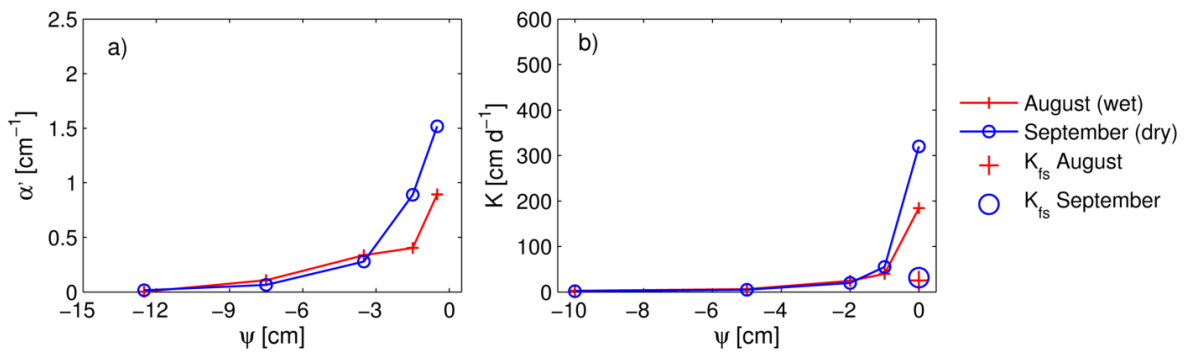 a)
2.5
2
1.5
1
0.5
0
α' [cm⁻¹]
−15 −12 −9 −6 −3 0
ψ [cm]
b)
600
500
400
300
200
100
0
K [cm d⁻¹]
−10 −8 −6 −4 −2 0
ψ [cm]
August (wet)
September (dry)
K_fs August
K_fs September